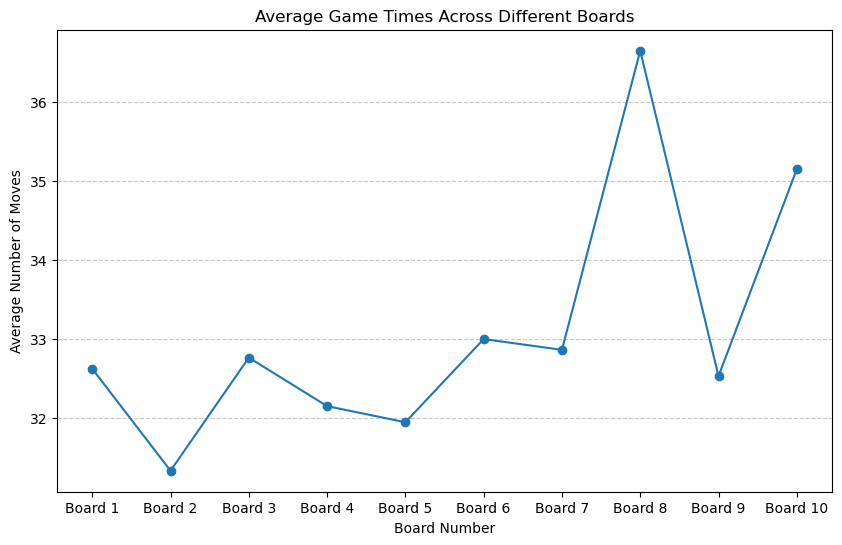 Average Game Times Across Different Boards
Average Number of Moves
36
35
34
33
32
Board 1 Board 2 Board 3 Board 4 Board 5 Board 6 Board 7 Board 8 Board 9 Board 10
Board Number